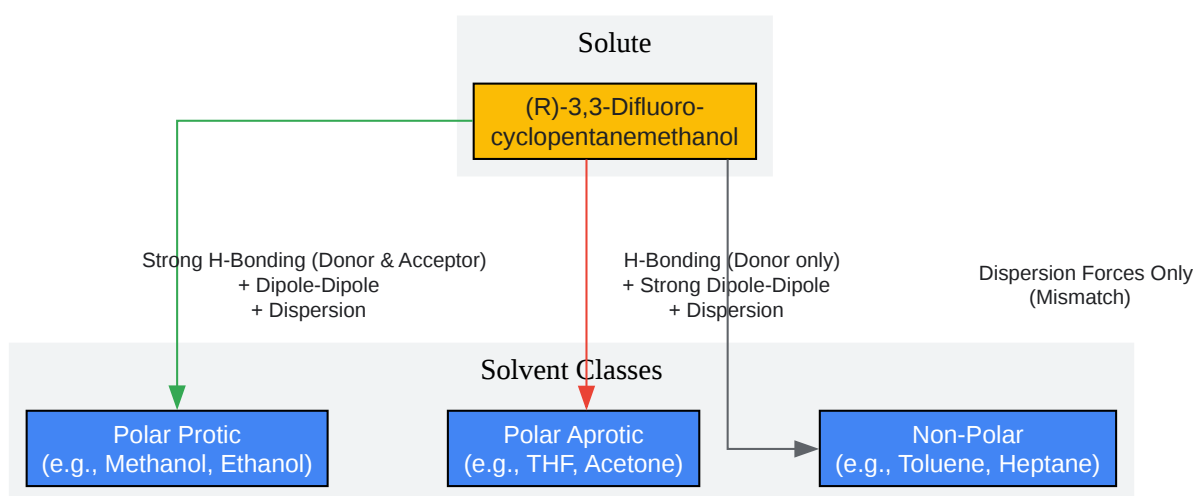 Solute
(R)-3,3-Difluoro-
cyclopentanemethanol
Strong H-Bonding (Donor & Acceptor)
+ Dipole-Dipole
+ Dispersion
H-Bonding (Donor only)
+ Strong Dipole-Dipole
+ Dispersion
Dispersion Forces Only
(Mismatch)
Solvent Classes
Polar Protic
(e.g., Methanol, Ethanol)
Polar Aprotic
(e.g., THF, Acetone)
Non-Polar
(e.g., Toluene, Heptane)